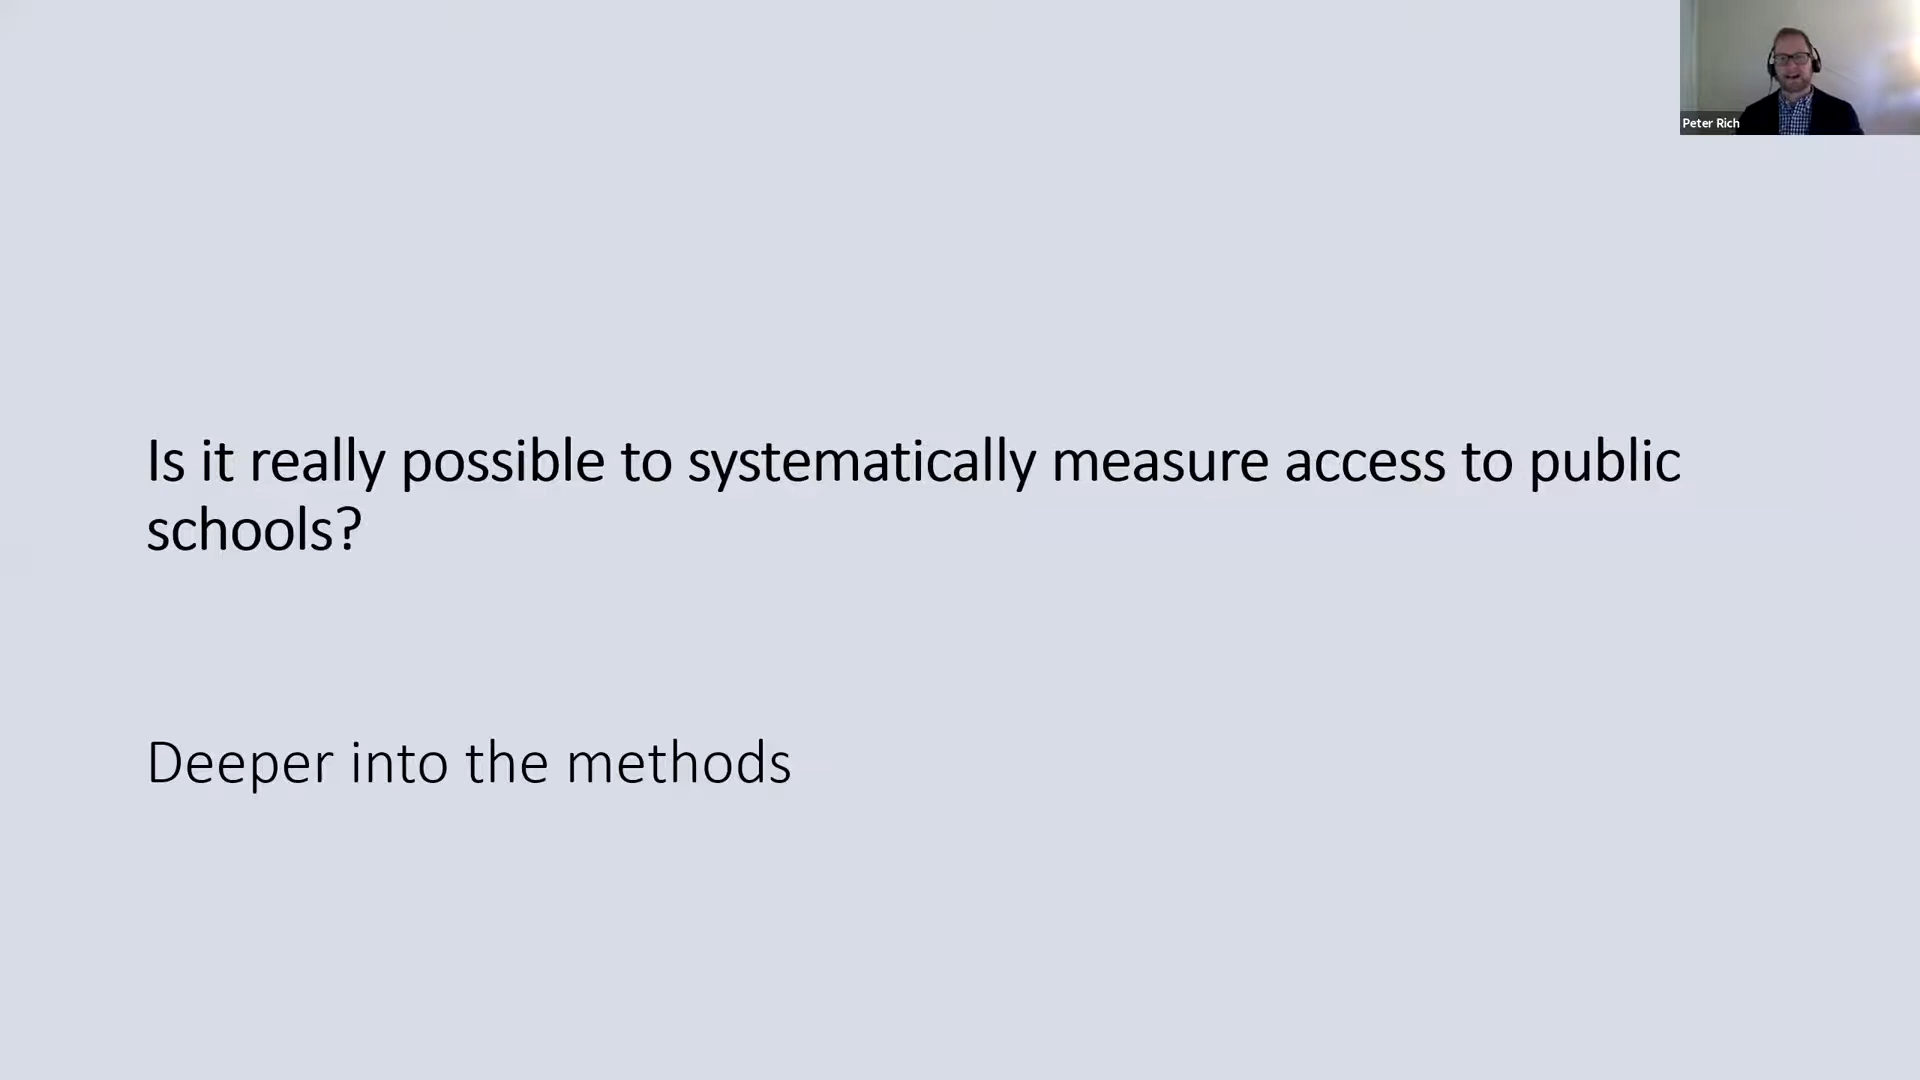 Peter Rich
Is it really possible to systematically measure access to public
schools?
Deeper into the methods